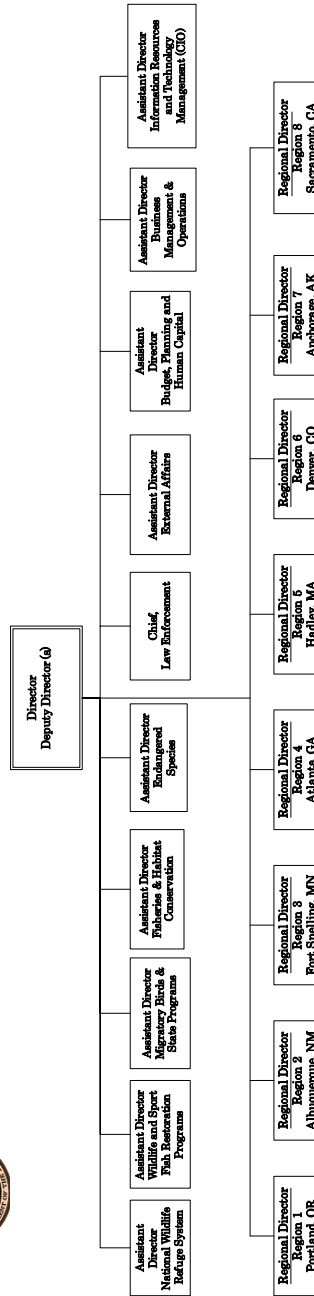 Director
Deputy Director (s)
Assistant
Director
National Wildlife
Refuge System
Assistant Director
Wildlife and Sport
Fish Restoration
Programs
Assistant Director
Migratory Birds &
State Programs
Assistant Director
Fisheries & Habitat
Conservation
Assistant Director
Endangered
Species
Chief,
Law Enforcement
Assistant Director
External Affairs
Assistant
Director
Budget, Planning and
Human Capital
Assistant Director
Business
Management &
Operations
Assistant Director
Information Resources
and Technology
Management (CIO)
Regional Director
Region 1
Portland, OR
Regional Director
Region 2
Albuquerque, NM
Regional Director
Region 3
Fort Snelling, MN
Regional Director
Region 4
Atlanta, GA
Regional Director
Region 5
Hadley, MA
Regional Director
Region 6
Denver, CO
Regional Director
Region 7
Anchorage, AK
Regional Director
Region 8
Sacramento, CA